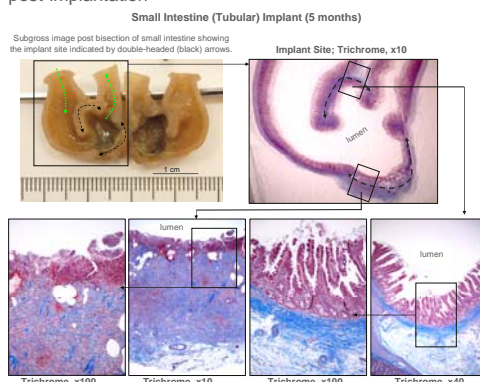 post-implantation
Small Intestine (Tubular) Implant (5 months)
Subgross image post bisection of small intestine showing
the implant site indicated by double-headed (black) arrows.
Implant Site; Trichrome, x10
lumen
1 cm
lumen
lumen
Trichrome, x100
Trichrome, x10
Trichrome, x100
Trichrome, x40